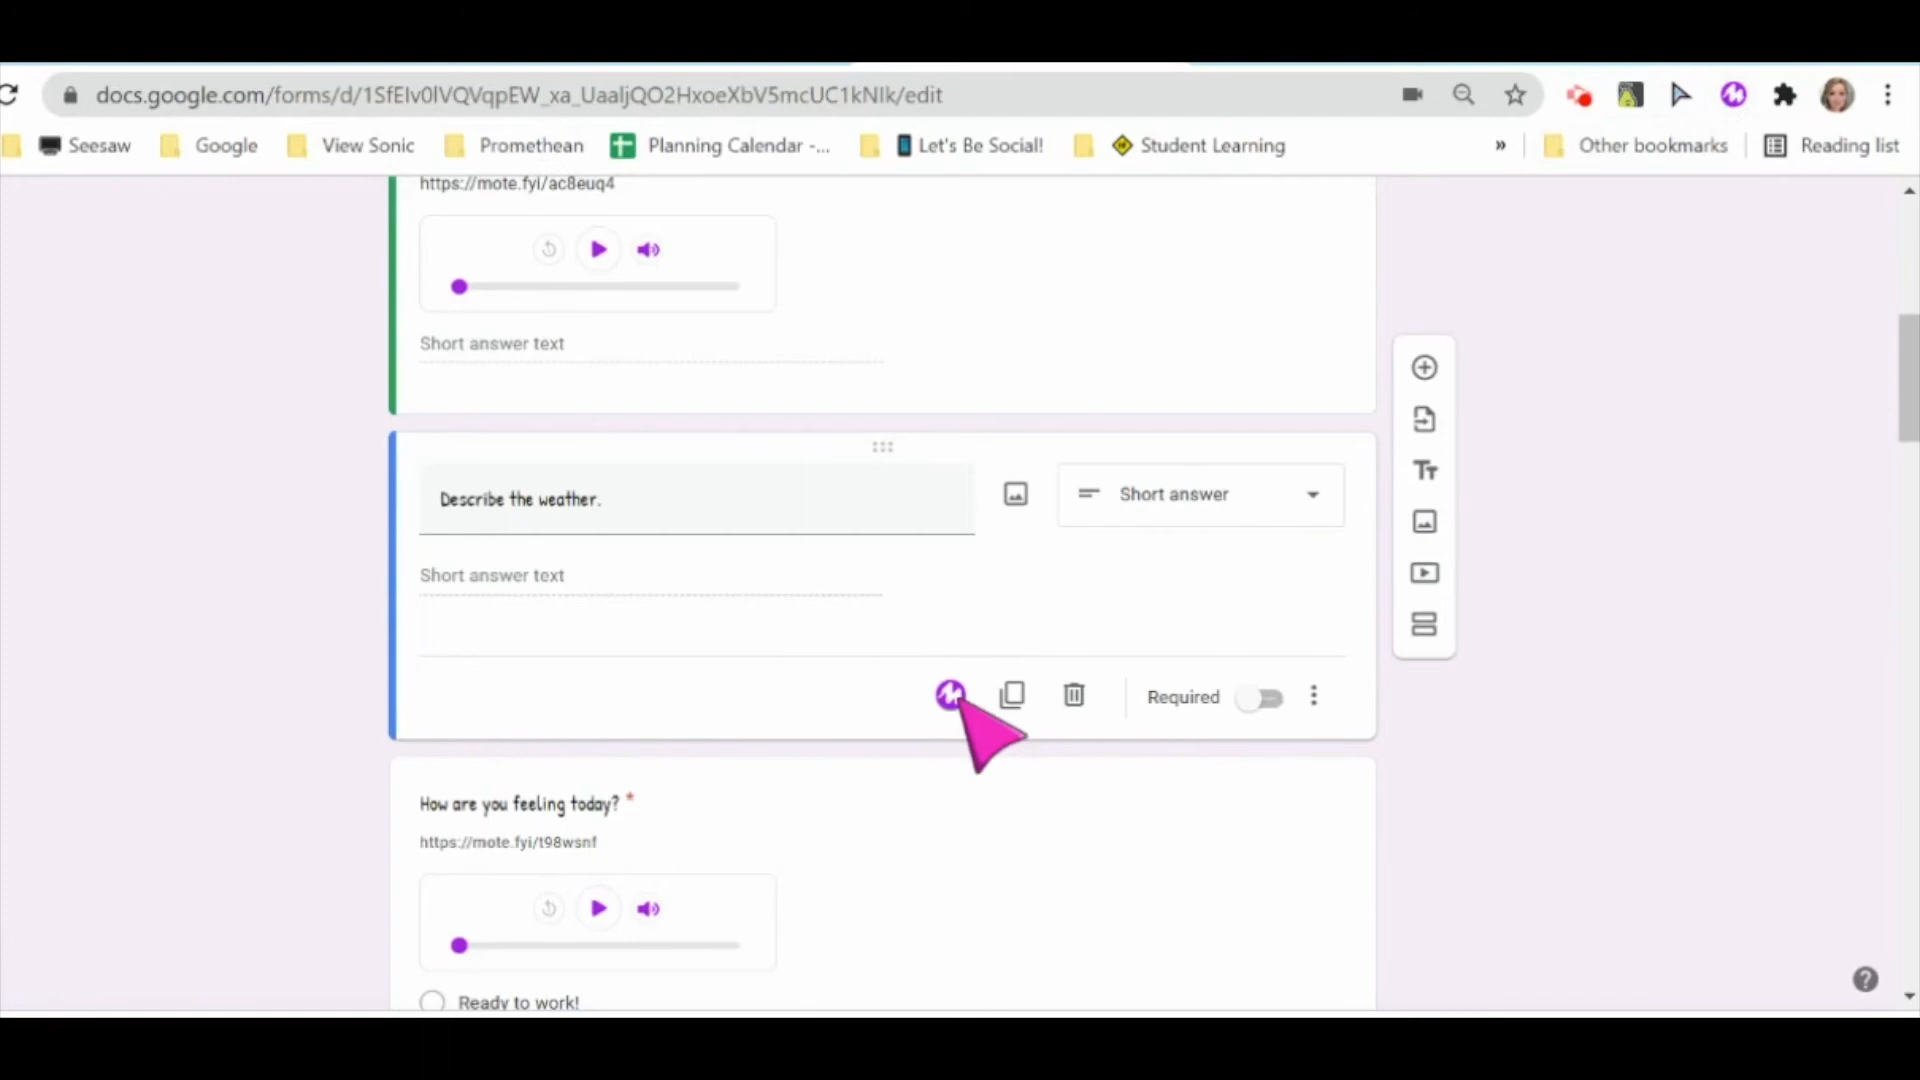 docs.google.com/forms/d/1SfEIv0lVQVqpEW_xa_UaaljQO2HxoeXbV5mcUC1kNIk/edit
Seesaw Google View Sonic Promethean Planning Calendar -... Let's Be Social! Student Learning » Other bookmarks Reading list
https://mote.fyi/ac8euq4
Short answer text
Describe the weather.
Short answer
Short answer text
Required
How are you feeling today? *
https://mote.fyi/t98wsnf
Ready to work!